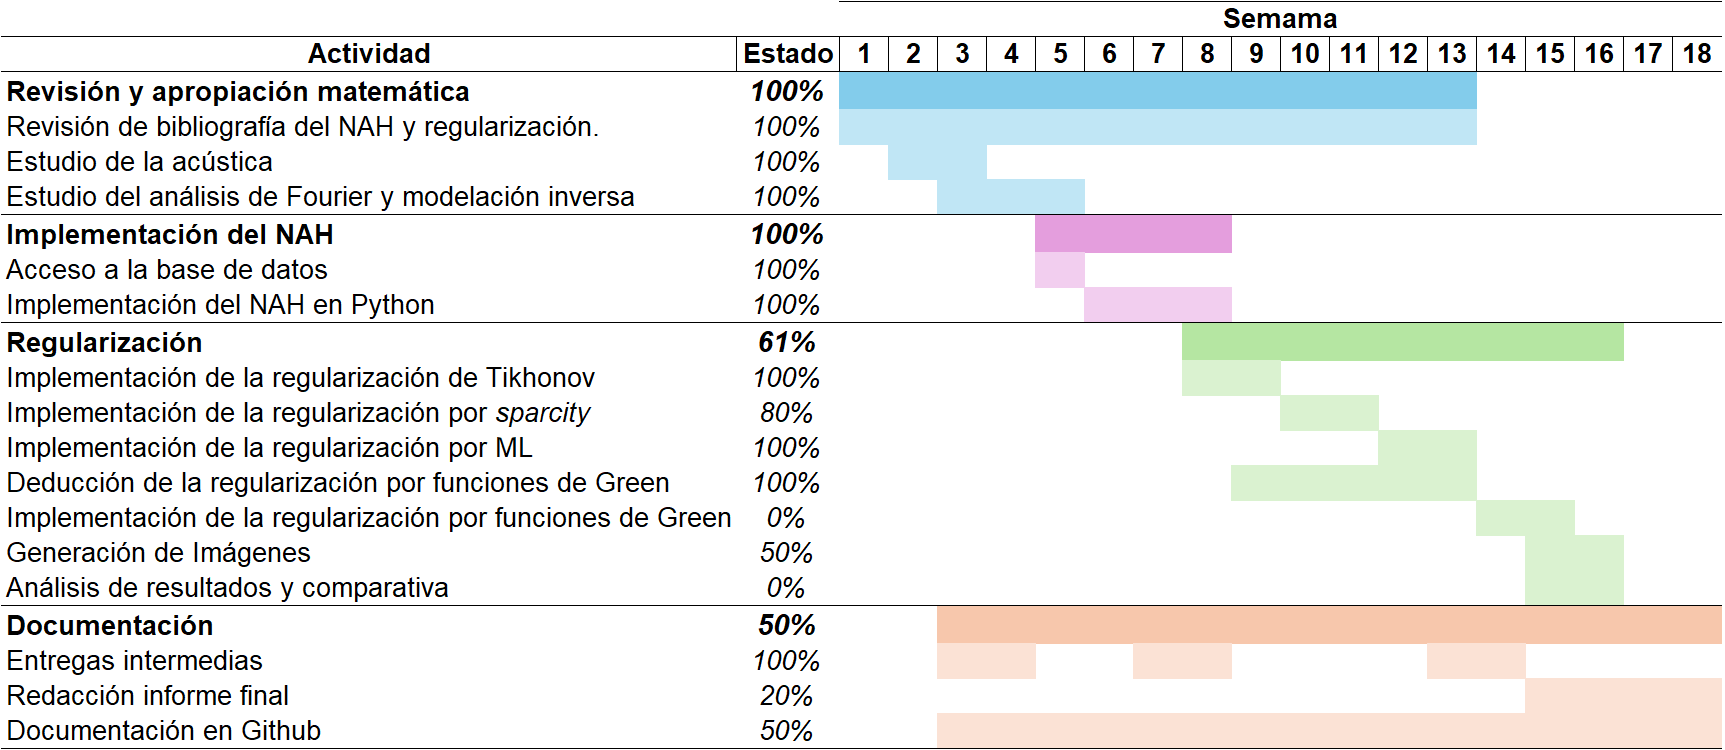 Semama
Actividad Estado 1 2 3 4 5 6 7 8 9 10 11 12 13 14 15 16 17 18
Revisión y apropiación matemática 100%
Revisión de bibliografía del NAH y regularización. 100%
Estudio de la acústica 100%
Estudio del análisis de Fourier y modelación inversa 100%
Implementación del NAH 100%
Acceso a la base de datos 100%
Implementación del NAH en Python 100%
Regularización 61%
Implementación de la regularización de Tikhonov 100%
Implementación de la regularización por sparcity 80%
Implementación de la regularización por ML 100%
Deducción de la regularización por funciones de Green 100%
Implementación de la regularización por funciones de Green 0%
Generación de Imágenes 50%
Análisis de resultados y comparativa 0%
Documentación 50%
Entregas intermedias 100%
Redacción informe final 20%
Documentación en Github 50%